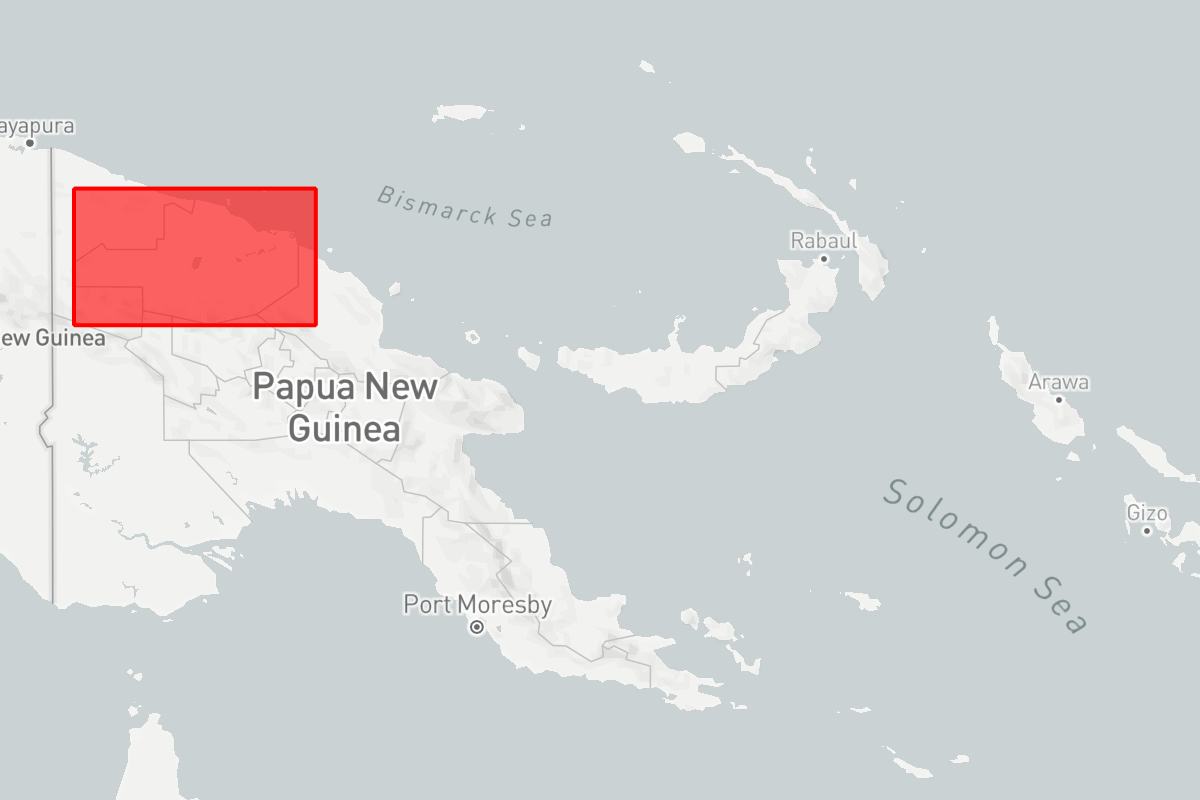 ayapura
Bismarck Sea
Rabaul
ew Guinea
Papua New
Guinea
Arawa
Solomon Sea
Gizo
Port Moresby